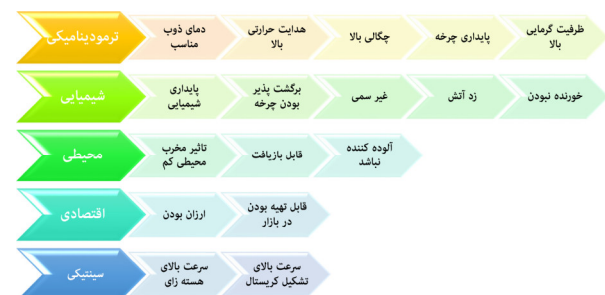 ترمودینامیکی
دمای ذوب
مناسب
هدایت حرارتی
بالا
چگالی بالا
پایداری چرخه
ظرفیت گرمایی
بالا
شیمیایی
پایداری
شیمیایی
برگشت پذیر
بودن چرخه
غیر سمی
زد آتش
خورنده نبودن
محیطی
تاثیر مخرب
محیطی کم
قابل بازیافت
آلوده کننده
نباشد
اقتصادی
ارزان بودن
قابل تهیه بودن
در بازار
سینتیکی
سرعت بالای
هسته زای
سرعت بالای
تشکیل کریستال